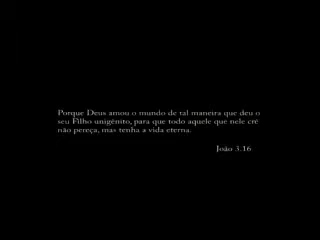 Porque Deus amou o mundo de tal maneira que deu o
seu Filho unigênito, para que todo aquele que nele crê
não pereça, mas tenha a vida eterna.
João 3.16